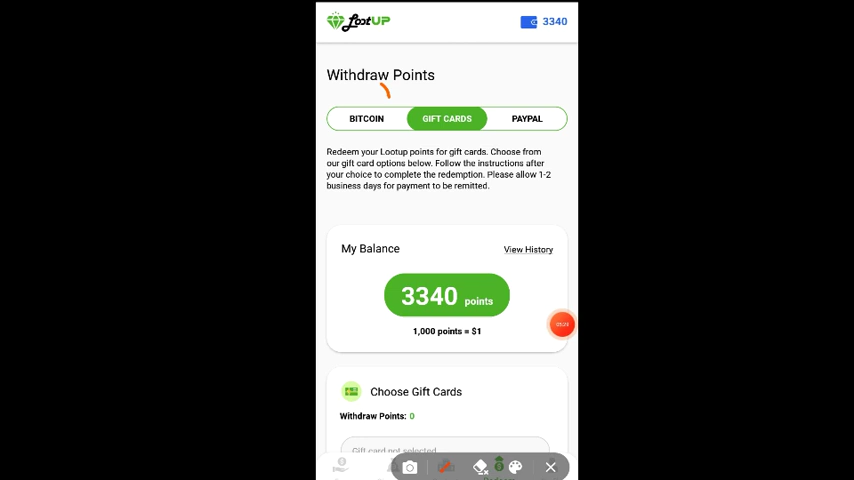 LootUP
3340
Withdraw Points
BITCOIN
GIFT CARDS
PAYPAL
Redeem your Lootup points for gift cards. Choose from
our gift card options below. Follow the instructions after
your choice to complete the redemption. Please allow 1-2
business days for payment to be remitted.
My Balance
View History
3340 points
1,000 points = $1
Choose Gift Cards
Withdraw Points: 0
Gift card not selected